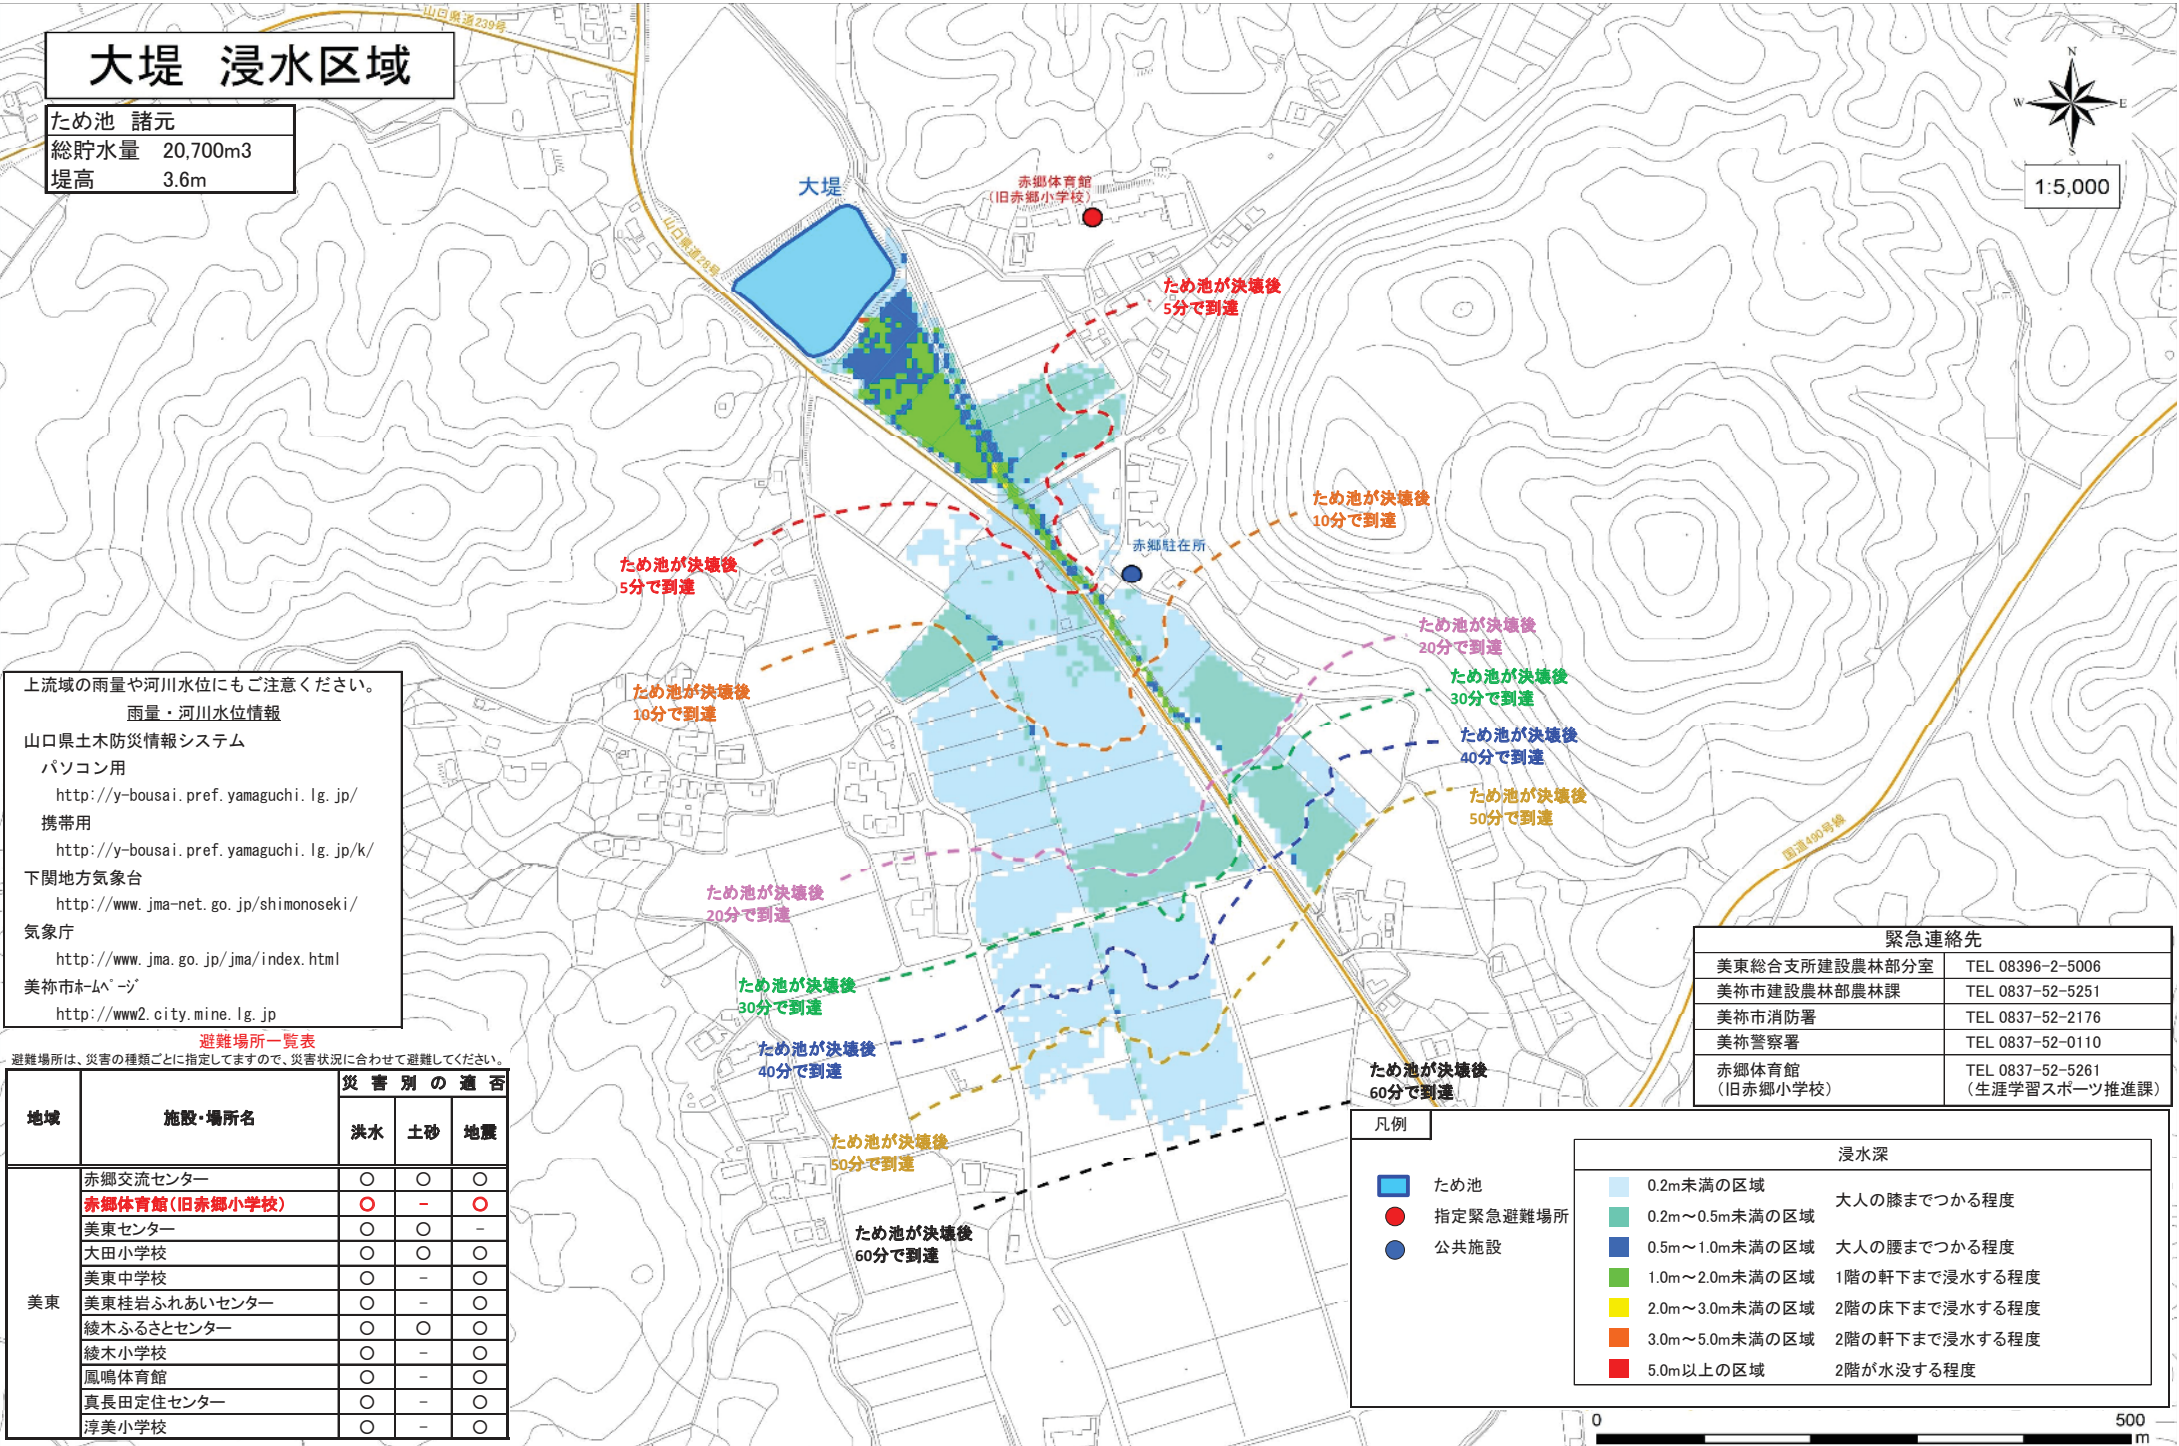 大堤 浸水区域
ため池 諸元
総貯水量 20,700m3
堤高 3.6m
山口県道239号
山口県道28号
大堤
赤郷体育館
(旧赤郷小学校)
N
W E
S
1:5,000
ため池が決壊後
5分で到達
ため池が決壊後
10分で到達
赤郷駐在所
ため池が決壊後
5分で到達
ため池が決壊後
20分で到達
ため池が決壊後
30分で到達
ため池が決壊後
10分で到達
ため池が決壊後
40分で到達
ため池が決壊後
50分で到達
国道490号線
ため池が決壊後
20分で到達
ため池が決壊後
30分で到達
ため池が決壊後
40分で到達
ため池が決壊後
60分で到達
ため池が決壊後
50分で到達
ため池が決壊後
60分で到達
上流域の雨量や河川水位にもご注意ください。
雨量・河川水位情報
山口県土木防災情報システム
パソコン用
http://y-bousai.pref.yamaguchi.lg.jp/
携帯用
http://y-bousai.pref.yamaguchi.lg.jp/k/
下関地方気象台
http://www.jma-net.go.jp/shimonoseki/
気象庁
http://www.jma.go.jp/jma/index.html
美祢市ホームページ
http://www2.city.mine.lg.jp
避難場所一覧表
避難場所は、災害の種類ごとに指定してますので、災害状況に合わせて避難してください。
地域 施設・場所名 災害別の適否
洪水 土砂 地震
美東
赤郷交流センター ○ ○ ○
赤郷体育館(旧赤郷小学校) ○ - ○
美東センター ○ ○ -
大田小学校 ○ ○ ○
美東中学校 ○ - ○
美東桂岩ふれあいセンター ○ - ○
綾木ふるさとセンター ○ ○ ○
綾木小学校 ○ - ○
鳳鳴体育館 ○ - ○
真長田定住センター ○ - ○
淳美小学校 ○ - ○
緊急連絡先
美東総合支所建設農林部分室 TEL 08396-2-5006
美祢市建設農林部農林課 TEL 0837-52-5251
美祢市消防署 TEL 0837-52-2176
美祢警察署 TEL 0837-52-0110
赤郷体育館 TEL 0837-52-5261
(旧赤郷小学校) (生涯学習スポーツ推進課)
凡例
ため池
指定緊急避難場所
公共施設
浸水深
0.2m未満の区域
大人の膝までつかる程度
0.2m～0.5m未満の区域
0.5m～1.0m未満の区域 大人の腰までつかる程度
1.0m～2.0m未満の区域 1階の軒下まで浸水する程度
2.0m～3.0m未満の区域 2階の床下まで浸水する程度
3.0m～5.0m未満の区域 2階の軒下まで浸水する程度
5.0m以上の区域 2階が水没する程度
0 500
m